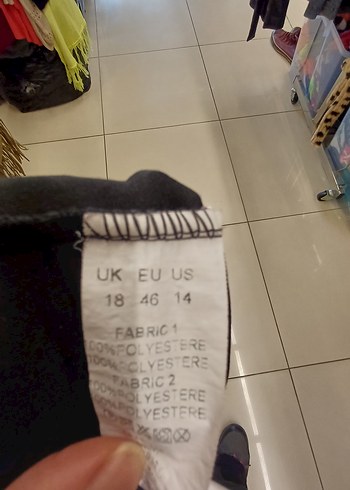 UK EU US
18 46 14
FABRIC 1
100% POLYESTERE
100% POLYESTERE
FABRIC 2
100% POLYESTERE
100% POLYESTERE